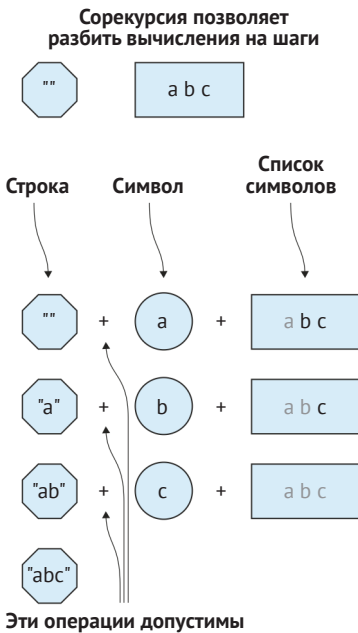 Сорекурсия позволяет
разбить вычисления на шаги
"" a b c
Строка Символ Список
символов
"" + a + a b c
"a" + b + a b c
"ab" + c + a b c
"abc"
Эти операции допустимы